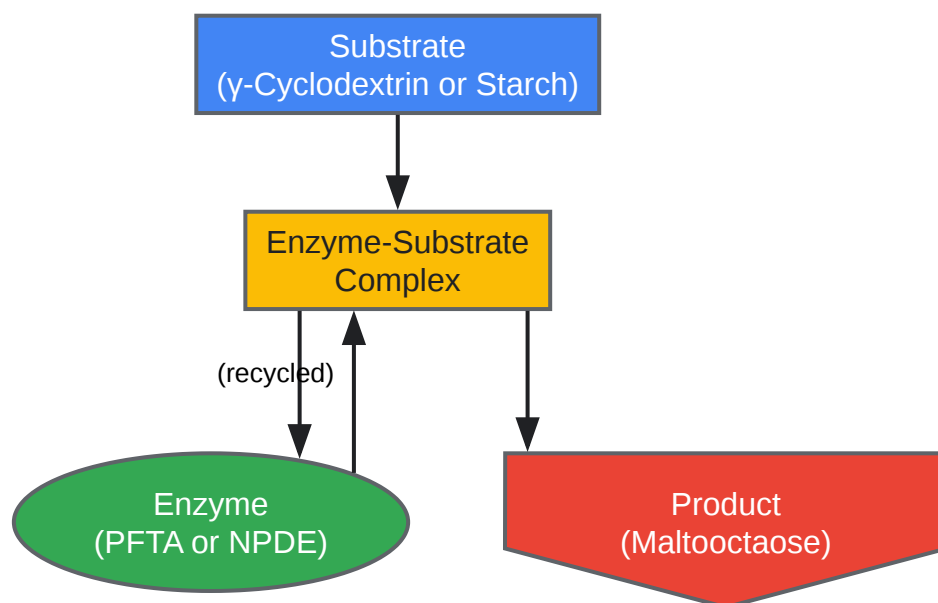 Substrate
(γ-Cyclodextrin or Starch)
Enzyme-Substrate
Complex
(recycled)
Enzyme
(PFTA or NPDE)
Product
(Maltooctaose)